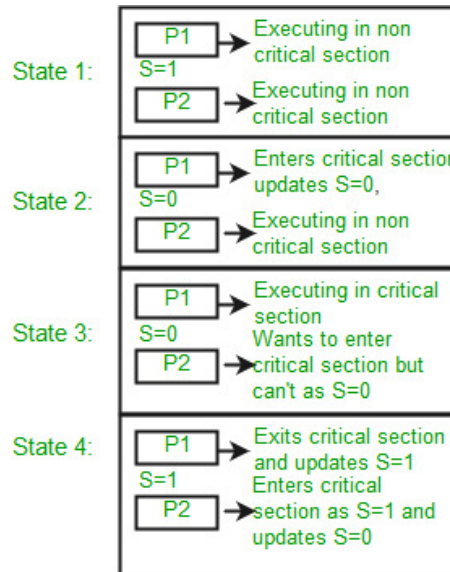 P1
Executing in non
critical section
State 1:
S=1
P2
Executing in non
critical section
P1
Enters critical section
updates S=0,
State 2:
S=0
P2
Executing in non
critical section
P1
Executing in critical
section
State 3:
S=0
P2
Wants to enter
critical section but
can't as S=0
State 4:
P1
Exits critical section
and updates S=1
S=1
P2
Enters critical
section as S=1 and
updates S=0